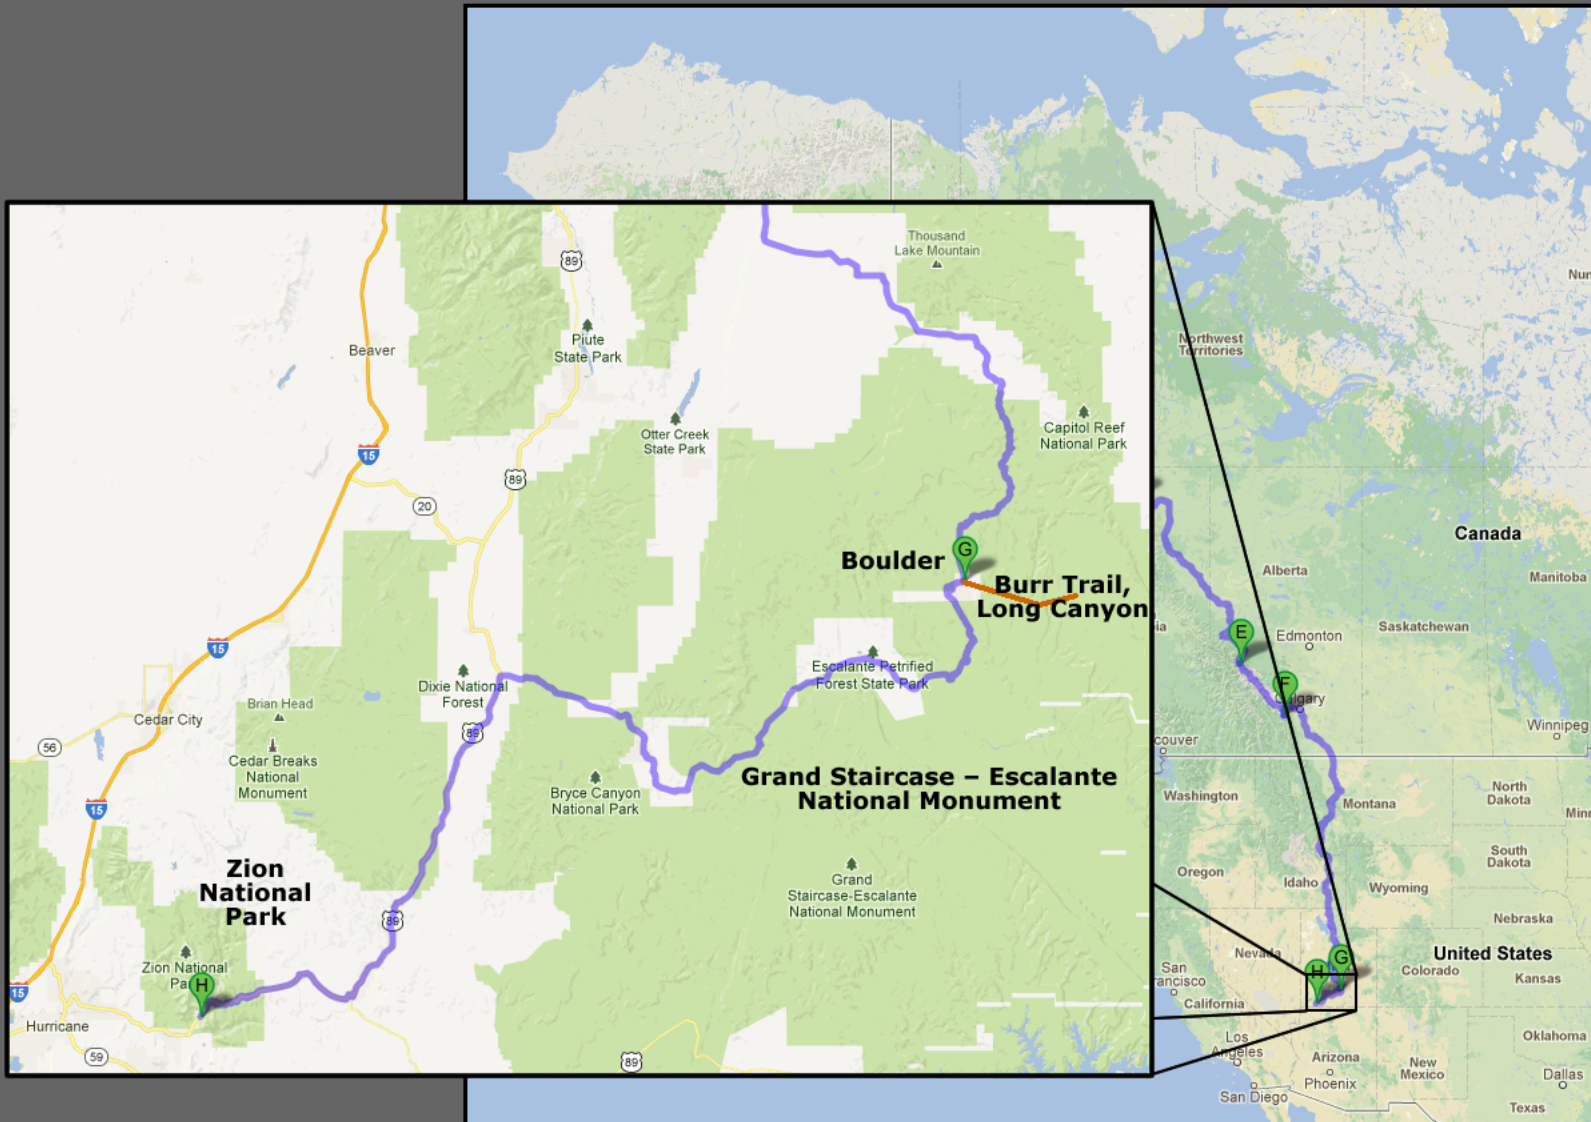 Thousand
Lake Mountain
89
Piute
State Park
Beaver
Otter Creek
State Park
Capitol Reef
National Park
15
89
20
G
Boulder
Burr Trail,
Long Canyon
15
Escalante Petrified
Forest State Park
Dixie National
Forest
Brian Head
Cedar City
89
56
Cedar Breaks
National
Monument
Bryce Canyon
National Park
Grand Staircase – Escalante
National Monument
15
Zion
National
Park
Grand
Staircase-Escalante
National Monument
89
Zion National
H
15
Hurricane
59
89
Northwest
Territories
Canada
Alberta
Manitoba
E
Edmonton
Saskatchewan
F
Winnipeg
Washington
Montana
North
Dakota
South
Dakota
Oregon
Idaho
Wyoming
Nebraska
Nevada
G
United States
H
San
Colorado
Kansas
California
Los
Angeles
Arizona
New
Mexico
Oklahoma
Phoenix
Dallas
San Diego
Texas